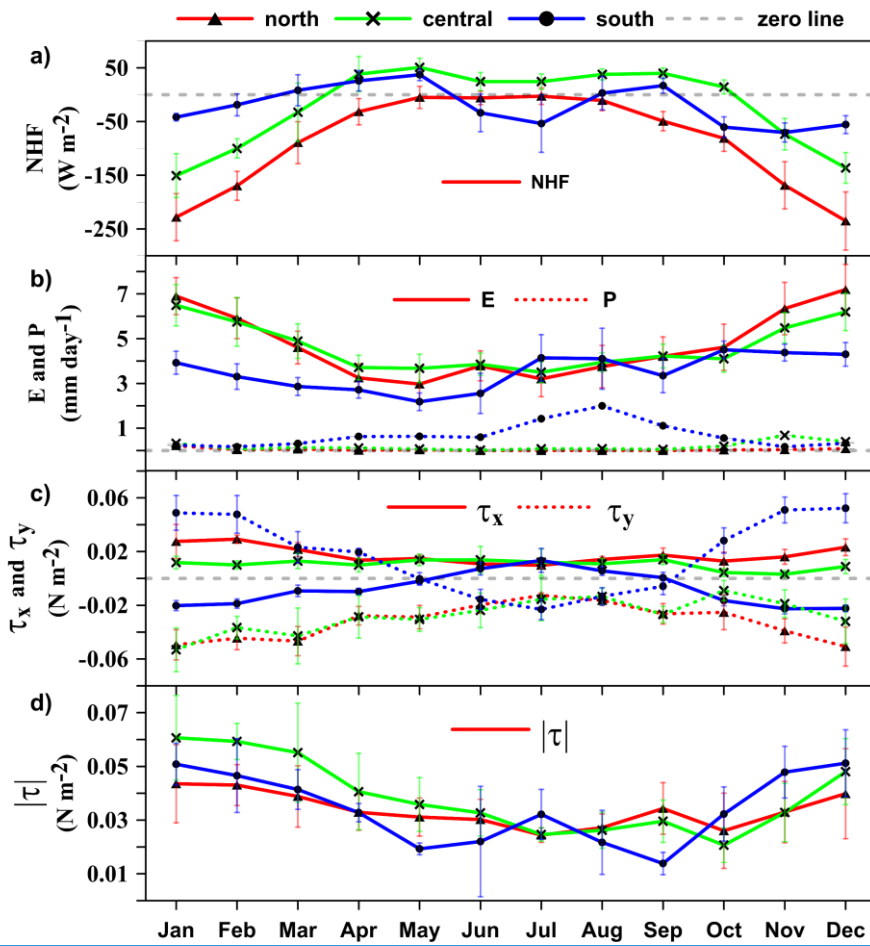 north central south zero line
a)
50
-50
-150
-250
NHF
(W m-2)
NHF
b)
7
5
3
1
E and P
(mm day-1)
E P
c)
0.06
0.02
-0.02
-0.06
τx and τy
(N m-2)
τx τy
d)
0.07
0.05
0.03
0.01
|τ|
(N m-2)
|τ|
Jan Feb Mar Apr May Jun Jul Aug Sep Oct Nov Dec